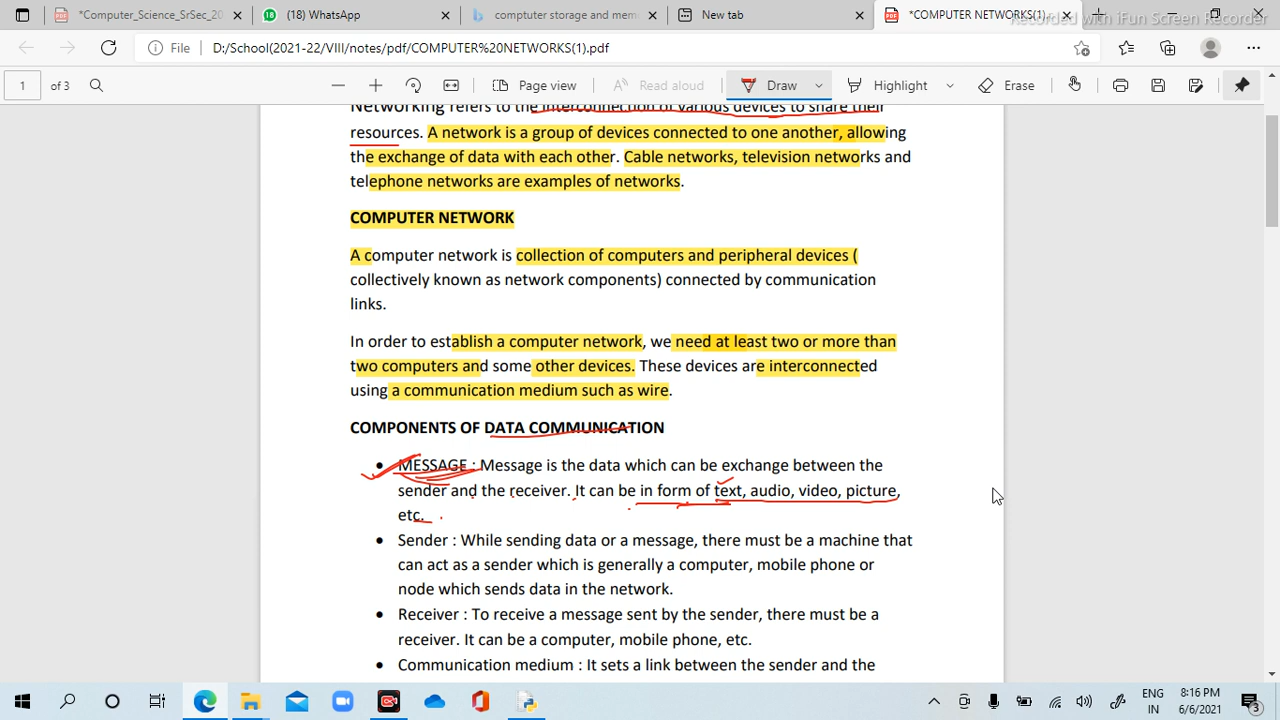 *Computer_Science_Spec_20
(18) WhatsApp
computer storage and mem
New tab
*COMPUTER NETWORKS(1).
Recorded with iFun Screen Recorder
File
D:/School(2021-22/VIII/notes/pdf/COMPUTER%20NETWORKS(1).pdf
1 of 3
Page view
Read aloud
Draw
Highlight
Erase
Networking refers to the interconnection of various devices to share their
resources. A network is a group of devices connected to one another, allowing
the exchange of data with each other. Cable networks, television networks and
telephone networks are examples of networks.
COMPUTER NETWORK
A computer network is collection of computers and peripheral devices (
collectively known as network components) connected by communication
links.
In order to establish a computer network, we need at least two or more than
two computers and some other devices. These devices are interconnected
using a communication medium such as wire.
COMPONENTS OF DATA COMMUNICATION
• MESSAGE : Message is the data which can be exchange between the
sender and the receiver. It can be in form of text, audio, video, picture,
etc.
• Sender : While sending data or a message, there must be a machine that
can act as a sender which is generally a computer, mobile phone or
node which sends data in the network.
• Receiver : To receive a message sent by the sender, there must be a
receiver. It can be a computer, mobile phone, etc.
• Communication medium : It sets a link between the sender and the
ENG
IN
8:16 PM
6/6/2021
3